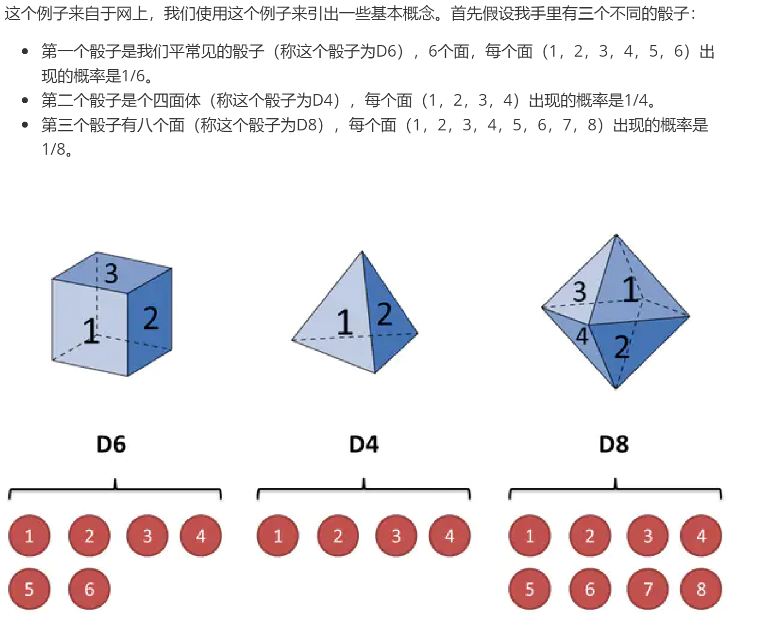 这个例子来自于网上，我们使用这个例子来引出一些基本概念。首先假设我手里有三个不同的骰子：
第一个骰子是我们平常见的骰子（称这个骰子为D6），6个面，每个面（1，2，3，4，5，6）出
现的概率是1/6。
第二个骰子是个四面体（称这个骰子为D4），每个面（1，2，3，4）出现的概率是1/4。
第三个骰子有八个面（称这个骰子为D8），每个面（1，2，3，4，5，6，7，8）出现的概率是
1/8。
3
1 2
1 2
3 1
4 2
D6 D4 D8
1 2 3 4 1 2 3 4 1 2 3 4
5 6 5 6 7 8